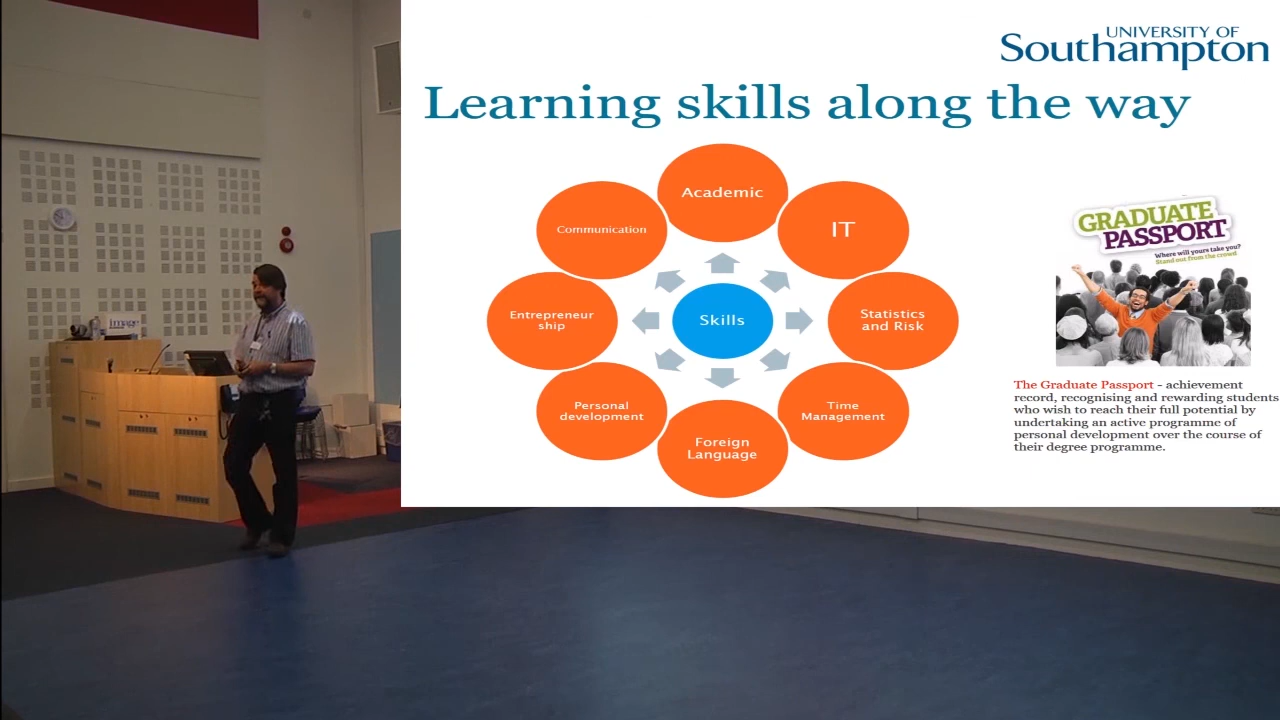 UNIVERSITY OF
Southampton
Learning skills along the way
Academic
IT
Statistics
and Risk
Time
Management
Foreign
Language
Personal
development
Entrepreneur
ship
Communication
Skills
GRADUATE
PASSPORT
Where will yours take you?
Stand out from the crowd
The Graduate Passport - achievement
record, recognising and rewarding students
who wish to reach their full potential by
undertaking an active programme of
personal development over the course of
their degree programme.
image